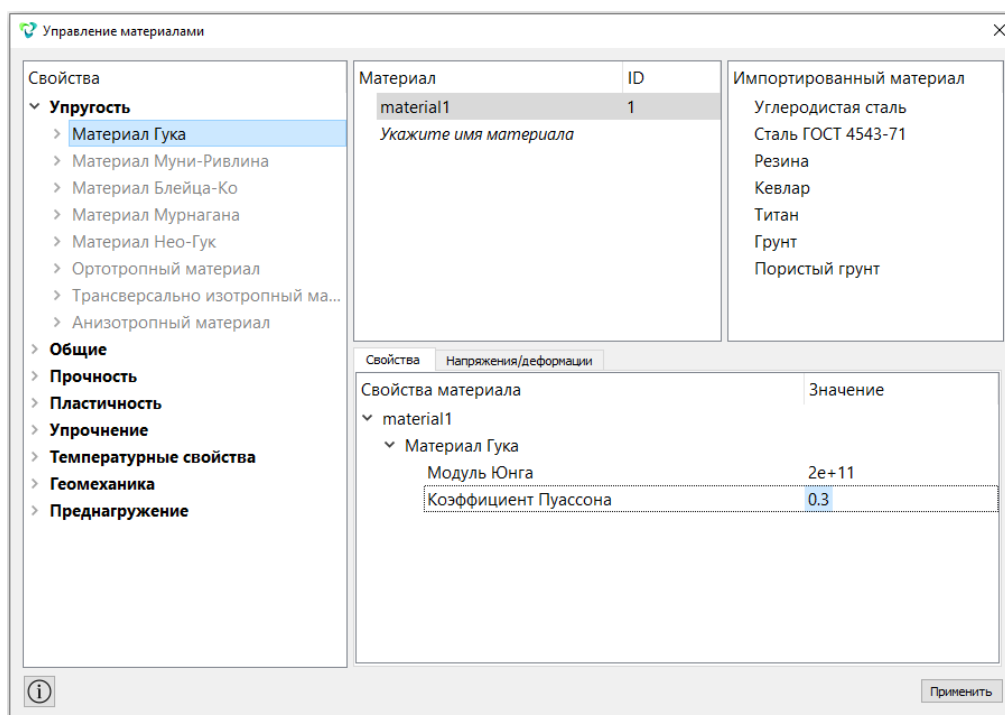 Управление материалами
Свойства
Упругость
Материал Гука
Материал Муни-Ривлина
Материал Блейца-Ко
Материал Мурнагана
Материал Нео-Гук
Ортотропный материал
Трансверсально изотропный ма...
Анизотропный материал
Общие
Прочность
Пластичность
Упрочнение
Температурные свойства
Геомеханика
Преднагружение
Материал ID
material1 1
Укажите имя материала
Импортированный материал
Углеродистая сталь
Сталь ГОСТ 4543-71
Резина
Кевлар
Титан
Грунт
Пористый грунт
Свойства Напряжения/деформации
Свойства материала Значение
material1
Материал Гука
Модуль Юнга 2e+11
Коэффициент Пуассона 0.3
Применить